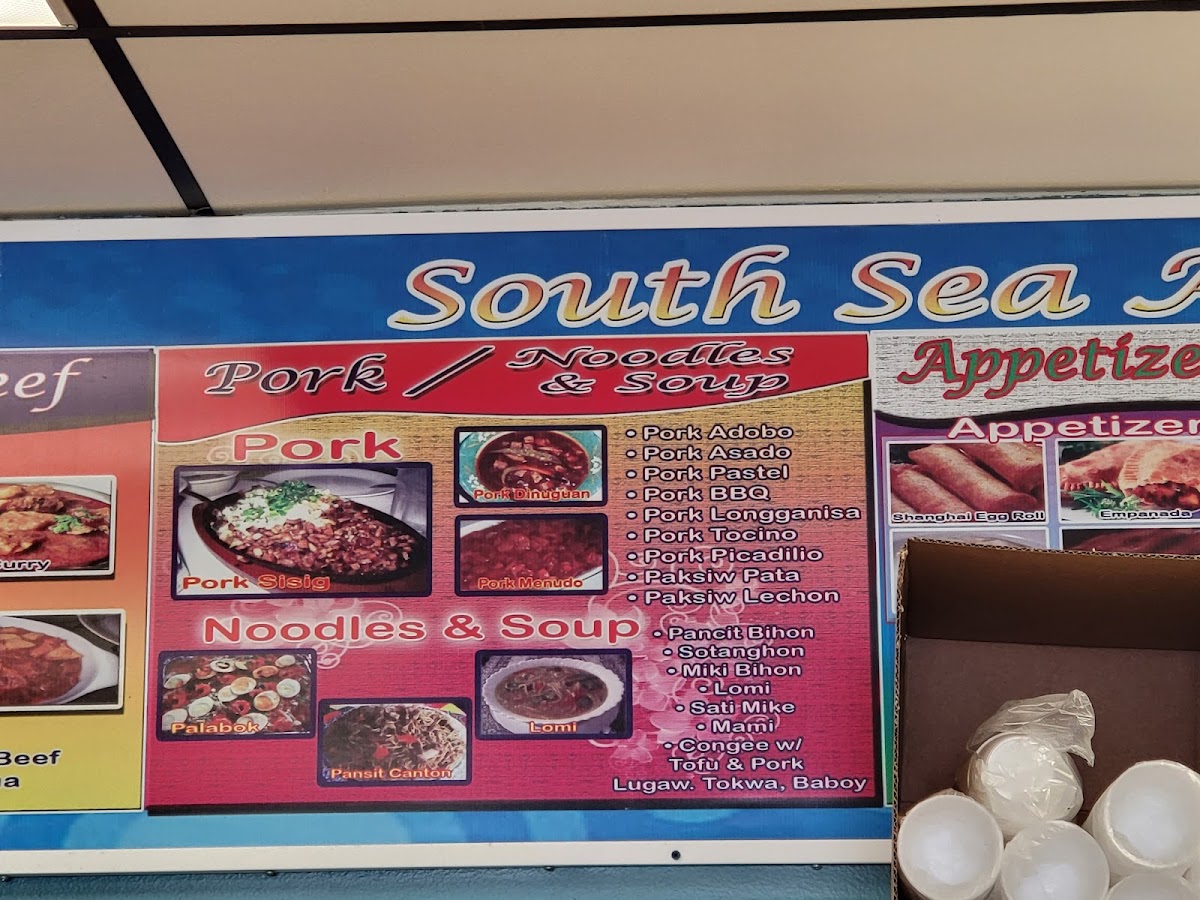 South Sea
eef
urry
Beef
Pork / Noodles
& Soup
Pork
Pork Sisig
Pork Dinuguan
Pork Menudo
• Pork Adobo
• Pork Asado
• Pork Pastel
• Pork BBQ
• Pork Longganisa
• Pork Tocino
• Pork Picadilio
• Paksiw Pata
• Paksiw Lechon
Noodles & Soup
Palabok
Pansit Canton
Lomi
• Pancit Bihon
• Sotanghon
• Miki Bihon
• Lomi
• Sati Mike
• Mami
• Congee w/
Tofu & Pork
Lugaw. Tokwa, Baboy
Appetize
Appetizer
Shanghai Egg Roll
Empanada